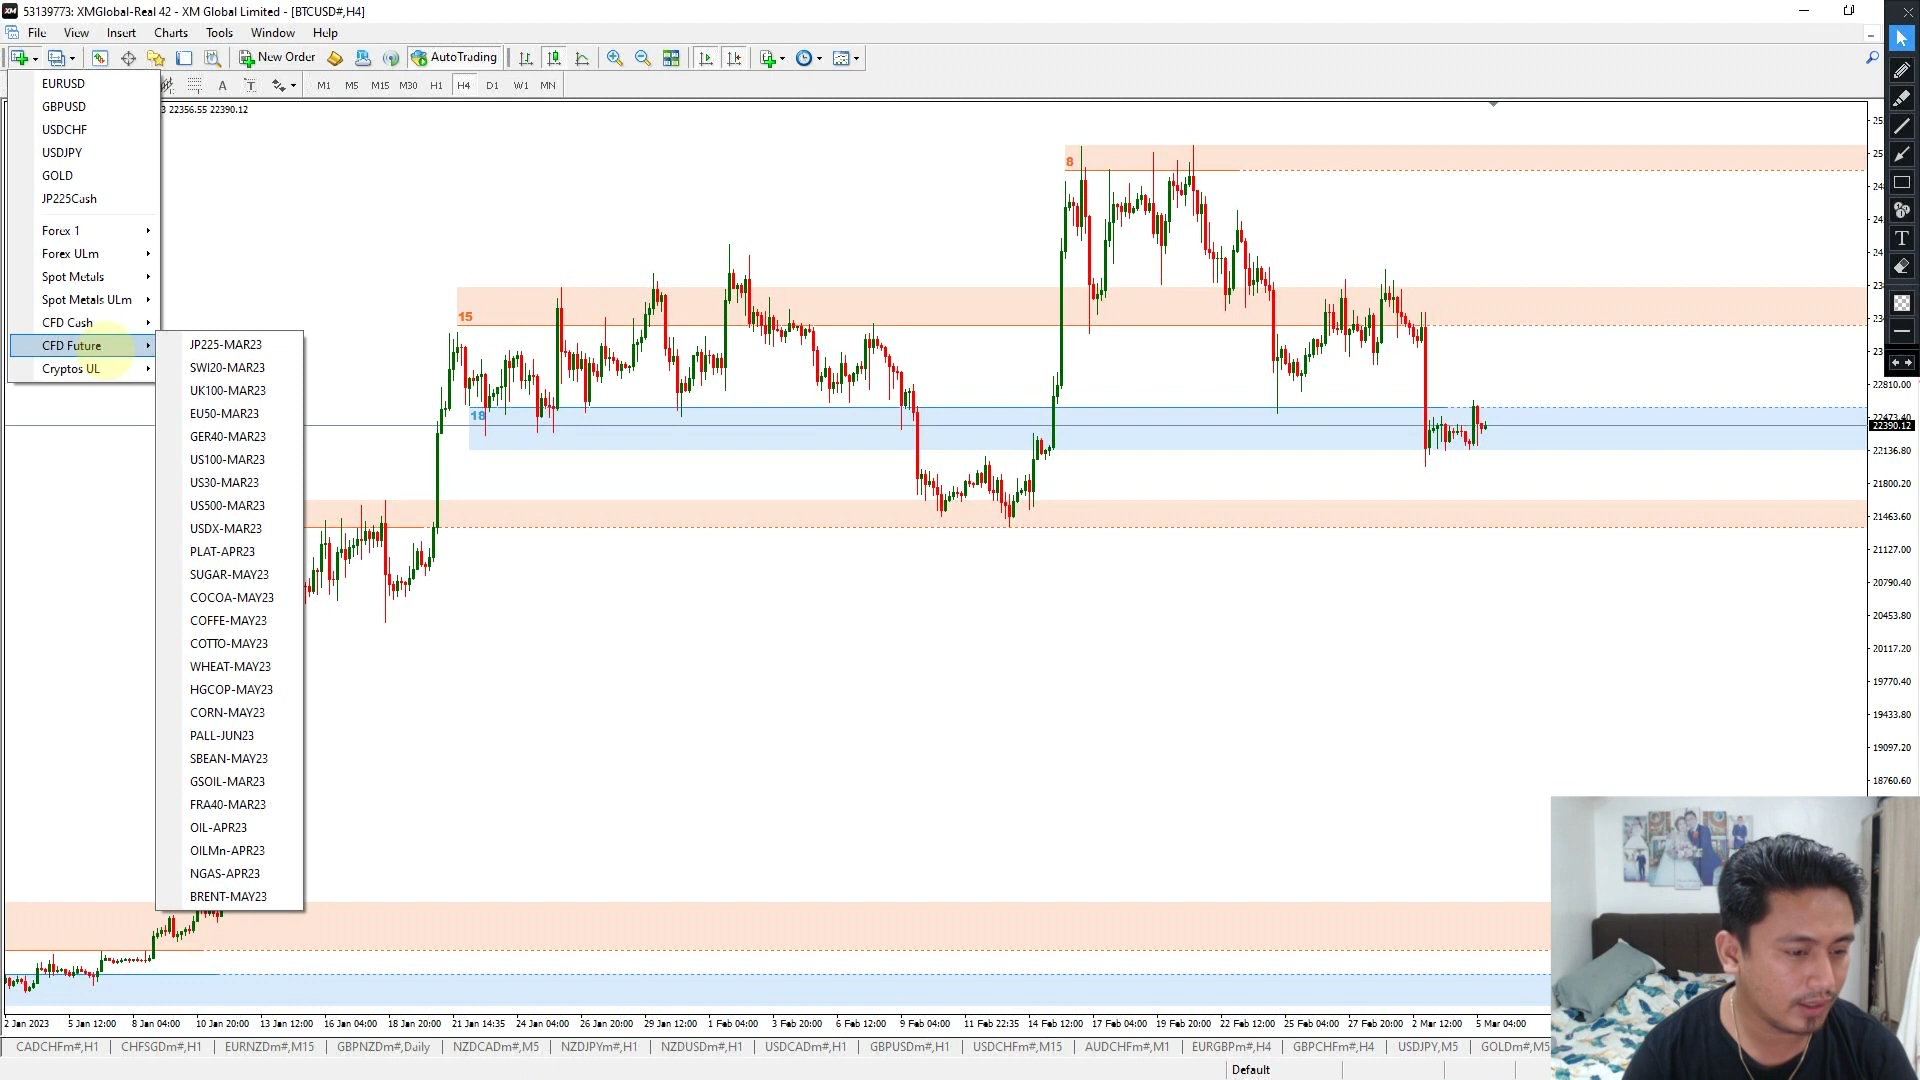 53139773: XMGlobal-Real 42 - XM Global Limited - [BTCUSD#,H4]
File View Insert Charts Tools Window Help
New Order AutoTrading
A T M1 M5 M15 M30 H1 H4 D1 W1 MN
22356.55 22390.12
EURUSD
GBPUSD
USDCHF
USDJPY
GOLD
JP225Cash
Forex 1
Forex ULm
Spot Metals
Spot Metals ULm
CFD Cash
CFD Future
Cryptos UL
JP225-MAR23
SWI20-MAR23
UK100-MAR23
EU50-MAR23
GER40-MAR23
US100-MAR23
US30-MAR23
US500-MAR23
USDX-MAR23
PLAT-APR23
SUGAR-MAY23
COCOA-MAY23
COFFE-MAY23
COTTO-MAY23
WHEAT-MAY23
HGCOP-MAY23
CORN-MAY23
PALL-JUN23
SBEAN-MAY23
GSOIL-MAR23
FRA40-MAR23
OIL-APR23
OILMn-APR23
NGAS-APR23
BRENT-MAY23
8
15
18
22810.00
22473.40
22390.12
22136.80
21800.20
21463.60
21127.00
20790.40
20453.80
20117.20
19770.40
19433.80
19097.20
18760.60
2 Jan 2023 5 Jan 12:00 8 Jan 04:00 10 Jan 20:00 13 Jan 12:00 16 Jan 04:00 18 Jan 20:00 21 Jan 14:35 24 Jan 04:00 26 Jan 20:00 29 Jan 12:00 1 Feb 04:00 3 Feb 20:00 6 Feb 12:00 9 Feb 04:00 11 Feb 22:35 14 Feb 12:00 17 Feb 04:00 19 Feb 20:00 22 Feb 12:00 25 Feb 04:00 27 Feb 20:00 2 Mar 12:00 5 Mar 04:00
CADCHFm#,H1 CHFSGDm#,H1 EURNZDm#,M15 GBPNZDm#,Daily NZDCADm#,M5 NZDJPYm#,H1 NZDUSDm#,H1 USDCADm#,H1 GBPUSDm#,H1 USDCHFm#,M15 AUDCHFm#,M1 EURGBPm#,H4 GBPCHFm#,H4 USDJPY,M5 GOLDm#,M5
Default